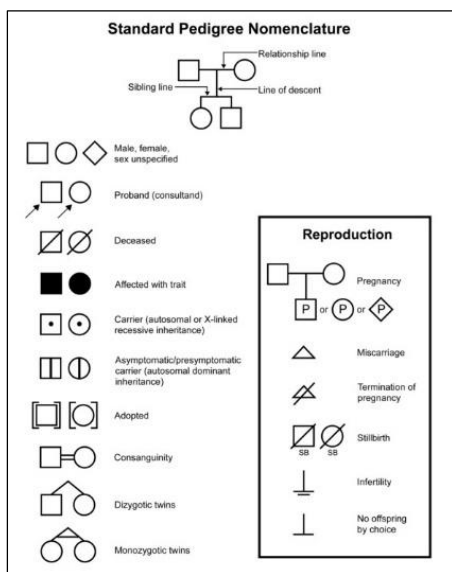 Standard Pedigree Nomenclature
Relationship line
Sibling line
Line of descent
Male, female,
sex unspecified
Proband (consultand)
Deceased
Affected with trait
Carrier (autosomal or X-linked
recessive inheritance)
Asymptomatic/presymptomatic
carrier (autosomal dominant
inheritance)
Adopted
Consanguinity
Dizygotic twins
Monozygotic twins
Reproduction
Pregnancy
P or P or P
Miscarriage
Termination of
pregnancy
Stillbirth
SB SB
Infertility
No offspring
by choice